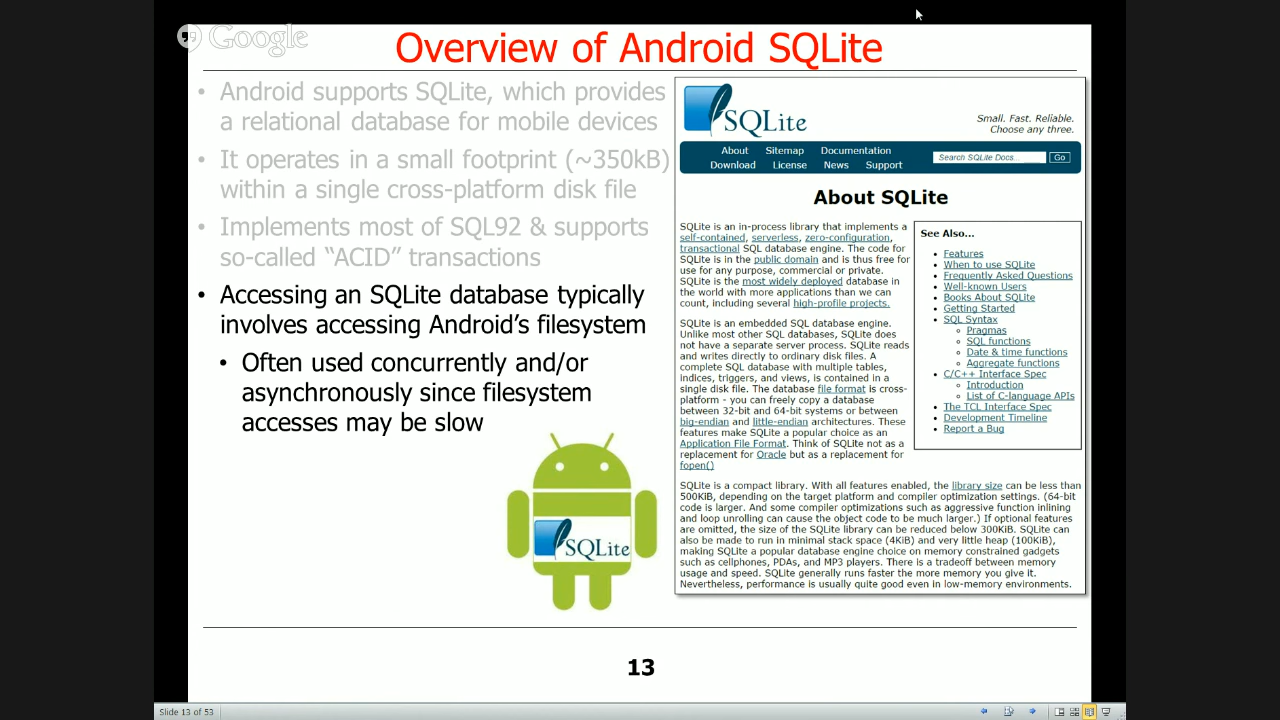 Google
Overview of Android SQLite
• Android supports SQLite, which provides
a relational database for mobile devices
• It operates in a small footprint (~350kB)
within a single cross-platform disk file
• Implements most of SQL92 & supports
so-called “ACID” transactions
• Accessing an SQLite database typically
involves accessing Android’s filesystem
• Often used concurrently and/or
asynchronously since filesystem
accesses may be slow
SQLite
SQLite
Small. Fast. Reliable.
Choose any three.
About Sitemap Documentation
Download License News Support
Search SQLite Docs... Go
About SQLite
SQLite is an in-process library that implements a
self-contained, serverless, zero-configuration,
transactional SQL database engine. The code for
SQLite is in the public domain and is thus free for
use for any purpose, commercial or private.
SQLite is the most widely deployed database in
the world with more applications than we can
count, including several high-profile projects.
SQLite is an embedded SQL database engine.
Unlike most other SQL databases, SQLite does
not have a separate server process. SQLite reads
and writes directly to ordinary disk files. A
complete SQL database with multiple tables,
indices, triggers, and views, is contained in a
single disk file. The database file format is cross-
platform - you can freely copy a database
between 32-bit and 64-bit systems or between
big-endian and little-endian architectures. These
features make SQLite a popular choice as an
Application File Format. Think of SQLite not as a
replacement for Oracle but as a replacement for
fopen()
See Also...
• Features
• When to use SQLite
• Frequently Asked Questions
• Well-known Users
• Books About SQLite
• Getting Started
• SQL Syntax
◦ Pragmas
◦ SQL functions
◦ Date & time functions
◦ Aggregate functions
• C/C++ Interface Spec
◦ Introduction
◦ List of C-language APIs
• The TCL Interface Spec
• Development Timeline
• Report a Bug
SQLite is a compact library. With all features enabled, the library size can be less than
500KiB, depending on the target platform and compiler optimization settings. (64-bit
code is larger. And some compiler optimizations such as aggressive function inlining
and loop unrolling can cause the object code to be much larger.) If optional features
are omitted, the size of the SQLite library can be reduced below 300KiB. SQLite can
also be made to run in minimal stack space (4KiB) and very little heap (100KiB),
making SQLite a popular database engine choice on memory constrained gadgets
such as cellphones, PDAs, and MP3 players. There is a tradeoff between memory
usage and speed. SQLite generally runs faster the more memory you give it.
Nevertheless, performance is usually quite good even in low-memory environments.
13
Slide 13 of 53